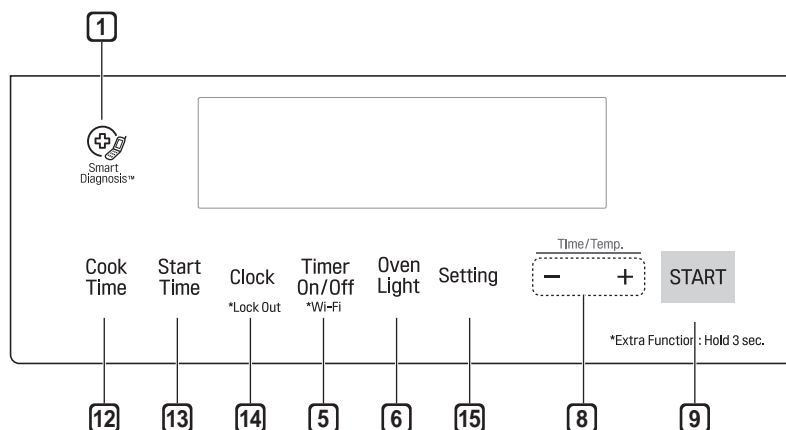 1
Smart
Diagnosis™
Time/Temp.
Cook
Time
Start
Time
Clock
*Lock Out
Timer
On/Off
*Wi-Fi
Oven
Light
Setting
− +
START
*Extra Function: Hold 3 sec.
12 13 14 5 6 15 8 9